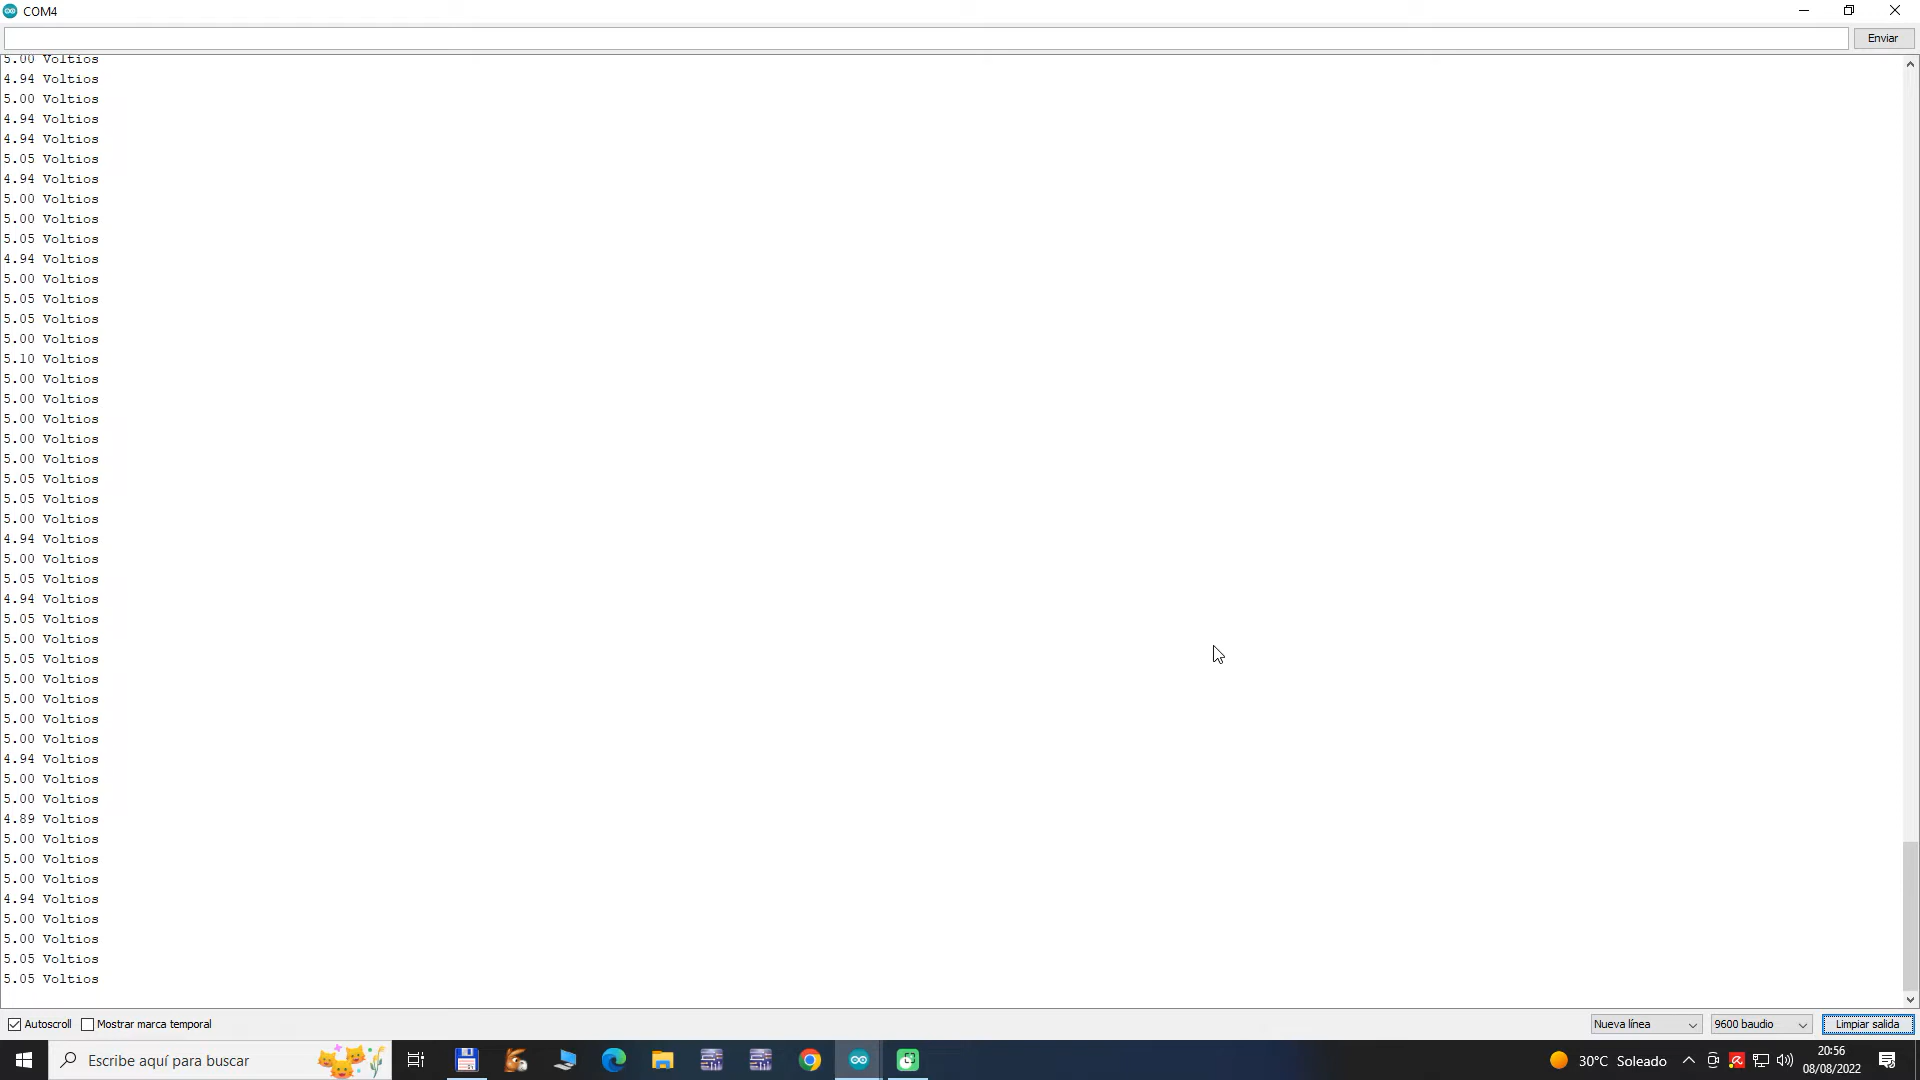 COM4
Enviar
5.00 Voltios
4.94 Voltios
5.00 Voltios
4.94 Voltios
4.94 Voltios
5.05 Voltios
4.94 Voltios
5.00 Voltios
5.00 Voltios
5.05 Voltios
4.94 Voltios
5.00 Voltios
5.05 Voltios
5.05 Voltios
5.00 Voltios
5.10 Voltios
5.00 Voltios
5.00 Voltios
5.00 Voltios
5.00 Voltios
5.00 Voltios
5.05 Voltios
5.05 Voltios
5.00 Voltios
4.94 Voltios
5.00 Voltios
5.05 Voltios
4.94 Voltios
5.05 Voltios
5.00 Voltios
5.05 Voltios
5.00 Voltios
5.00 Voltios
5.00 Voltios
5.00 Voltios
4.94 Voltios
5.00 Voltios
5.00 Voltios
4.89 Voltios
5.00 Voltios
5.00 Voltios
5.00 Voltios
4.94 Voltios
5.00 Voltios
5.00 Voltios
5.05 Voltios
5.05 Voltios
Autoscroll Mostrar marca temporal Nueva línea 9600 baudio Limpiar salida
Escribe aquí para buscar 30°C Soleado 20:56
08/08/2022